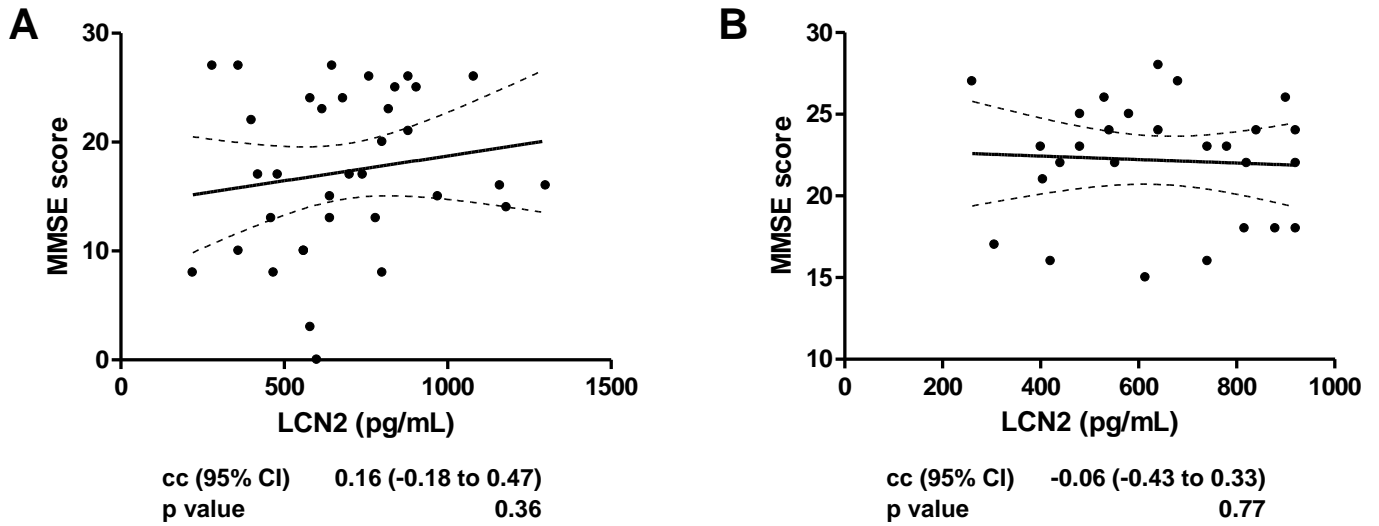 A
MMSE score
30
20
10
0
0 500 1000 1500
LCN2 (pg/mL)
cc (95% CI) 0.16 (-0.18 to 0.47)
p value 0.36
B
MMSE score
30
25
20
15
10
0 200 400 600 800 1000
LCN2 (pg/mL)
cc (95% CI) -0.06 (-0.43 to 0.33)
p value 0.77